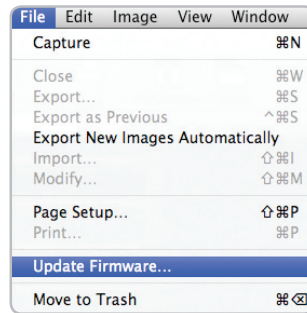 File Edit Image View Window
Capture ⌘N
Close ⌘W
Export... ⌘S
Export as Previous ^⌘S
Export New Images Automatically
Import... ⇧⌘I
Modify... ⇧⌘M
Page Setup... ⇧⌘P
Print... ⌘P
Update Firmware...
Move to Trash ⌘⌫